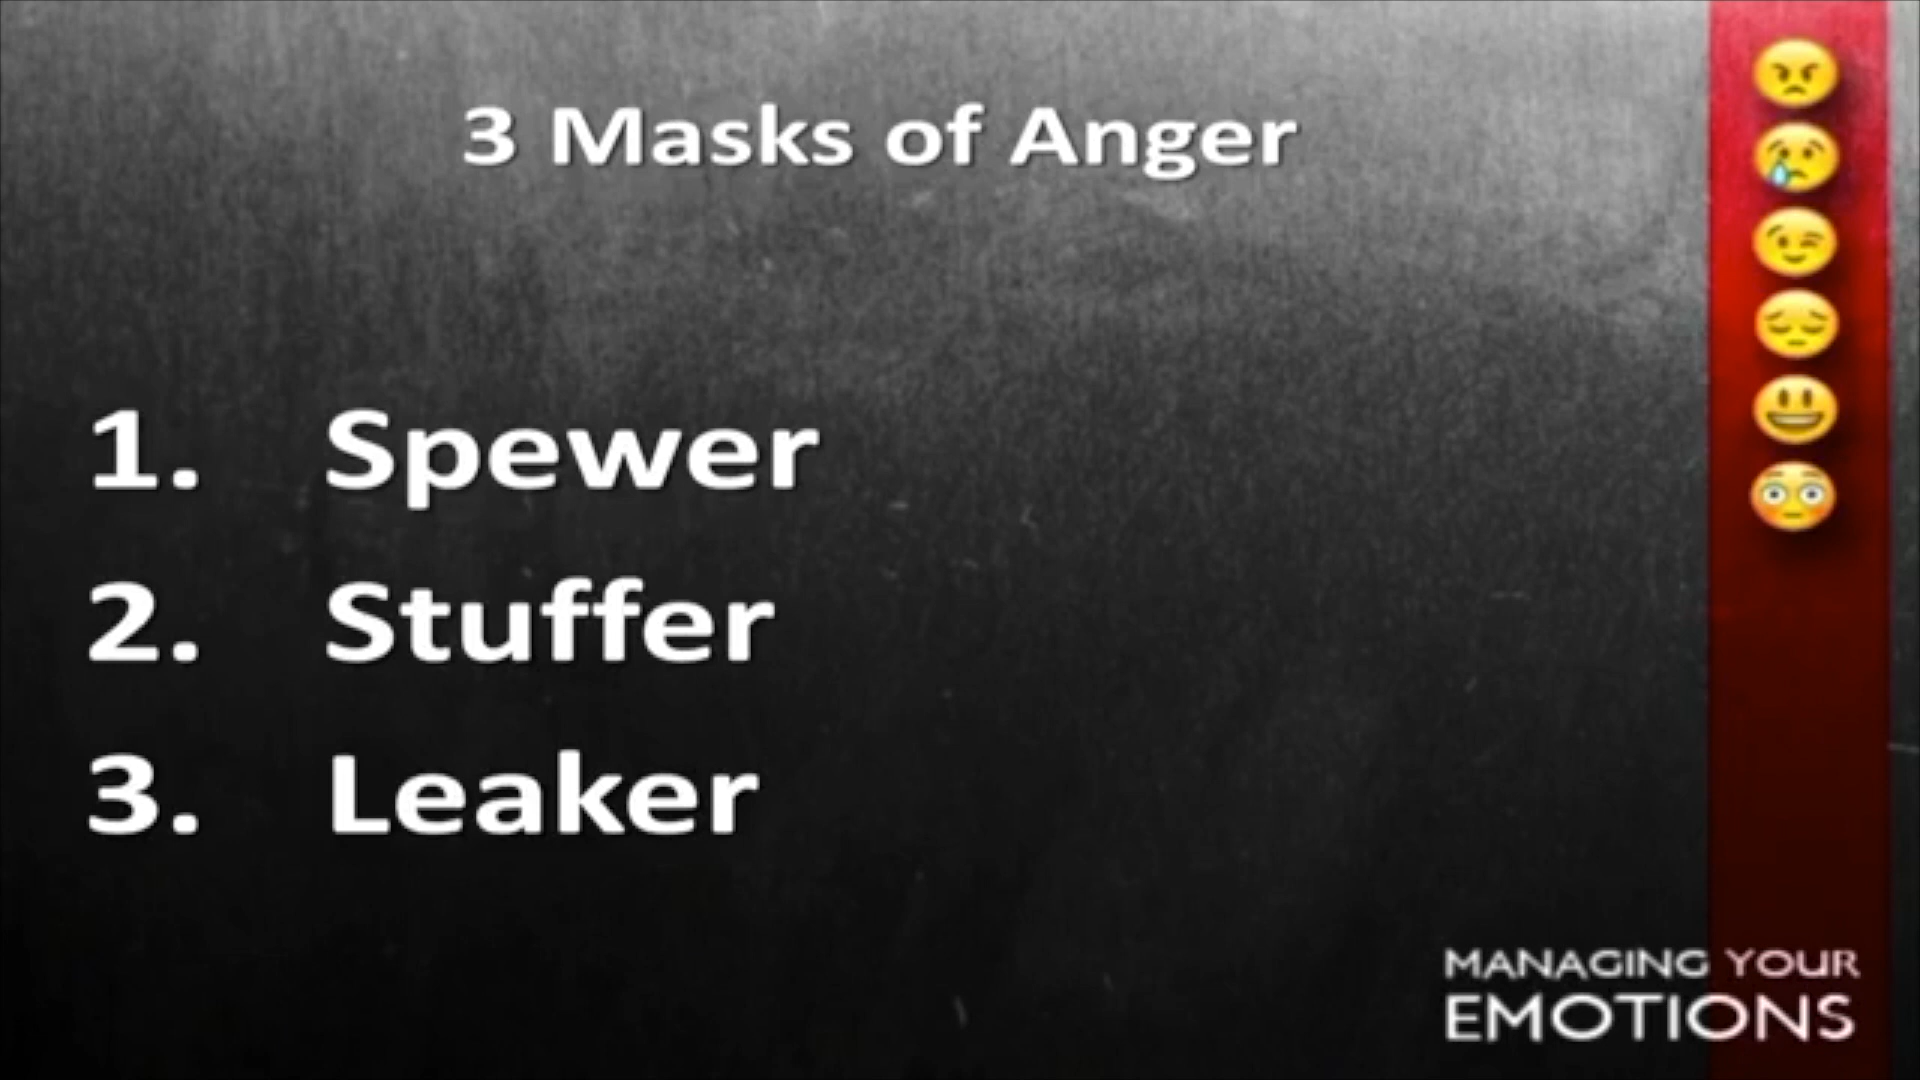 3 Masks of Anger
1. Spewer
2. Stuffer
3. Leaker
MANAGING YOUR
EMOTIONS